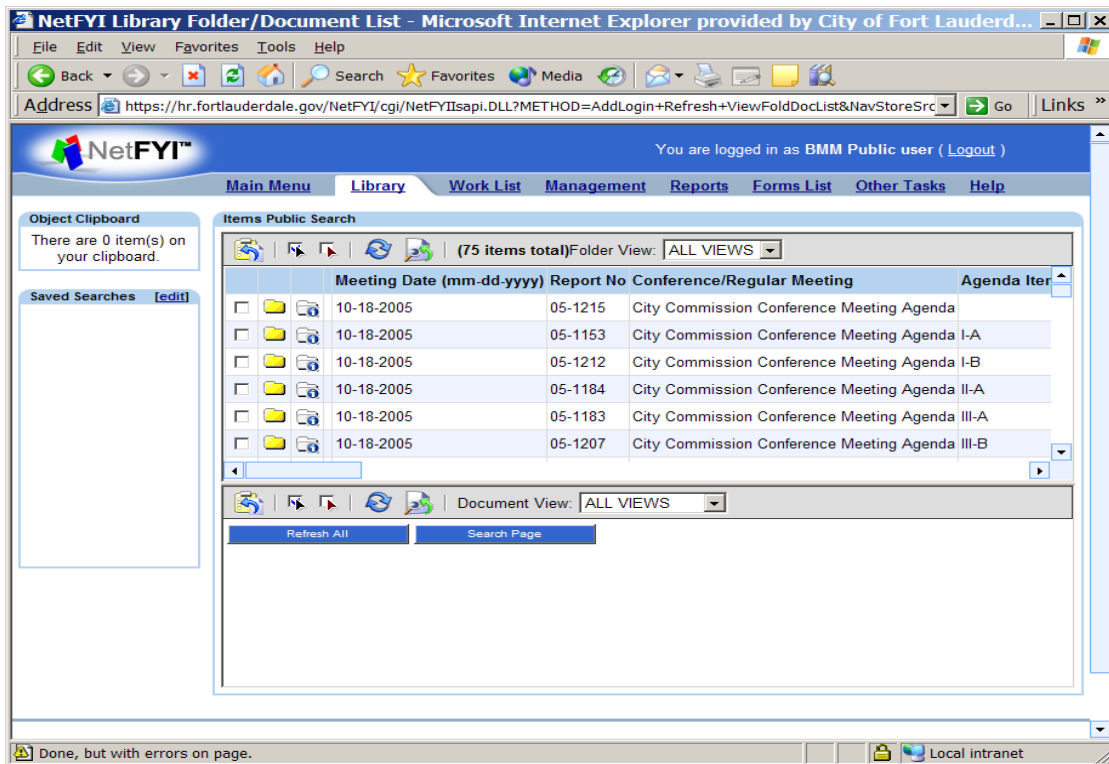 NetFYI Library Folder/Document List - Microsoft Internet Explorer provided by City of Fort Lauderd...
File Edit View Favorites Tools Help
Back Search Favorites Media
Address https://hr.fortlauderdale.gov/NetFYI/cgi/NetFYIIsapi.DLL?METHOD=AddLogin+Refresh+ViewFoldDocList&NavStoreSrc Go Links »
NetFYI™
You are logged in as BMM Public user ( Logout )
Main Menu Library Work List Management Reports Forms List Other Tasks Help
Object Clipboard
There are 0 item(s) on
your clipboard.
Saved Searches [edit]
Items Public Search
(75 items total)Folder View: ALL VIEWS
Meeting Date (mm-dd-yyyy) Report No Conference/Regular Meeting Agenda Iter
10-18-2005 05-1215 City Commission Conference Meeting Agenda
10-18-2005 05-1153 City Commission Conference Meeting Agenda I-A
10-18-2005 05-1212 City Commission Conference Meeting Agenda I-B
10-18-2005 05-1184 City Commission Conference Meeting Agenda II-A
10-18-2005 05-1183 City Commission Conference Meeting Agenda III-A
10-18-2005 05-1207 City Commission Conference Meeting Agenda III-B
Document View: ALL VIEWS
Refresh All Search Page
Done, but with errors on page. Local intranet